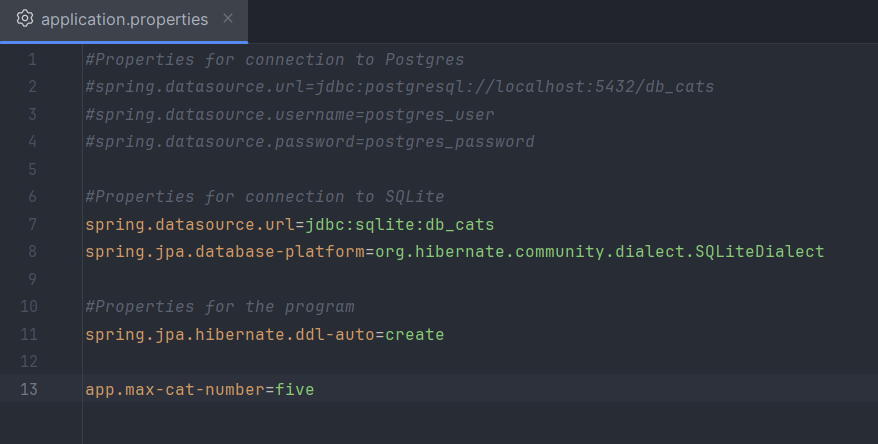 application.properties
1 #Properties for connection to Postgres
2 #spring.datasource.url=jdbc:postgresql://localhost:5432/db_cats
3 #spring.datasource.username=postgres_user
4 #spring.datasource.password=postgres_password
5
6 #Properties for connection to SQLite
7 spring.datasource.url=jdbc:sqlite:db_cats
8 spring.jpa.database-platform=org.hibernate.community.dialect.SQLiteDialect
9
10 #Properties for the program
11 spring.jpa.hibernate.ddl-auto=create
12
13 app.max-cat-number=five